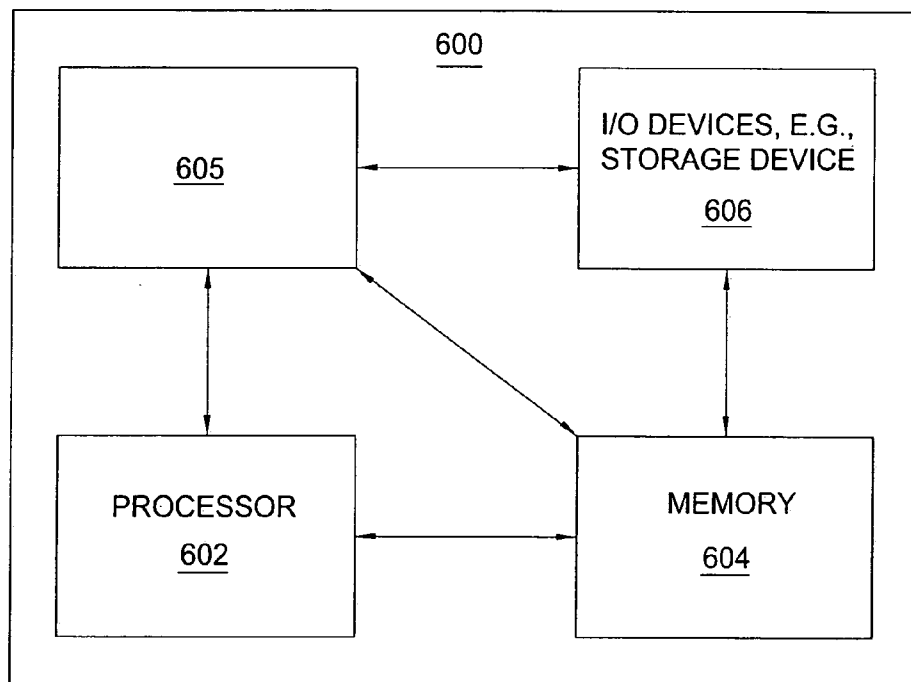 600
605
I/O DEVICES, E.G.,
STORAGE DEVICE
606
PROCESSOR
602
MEMORY
604